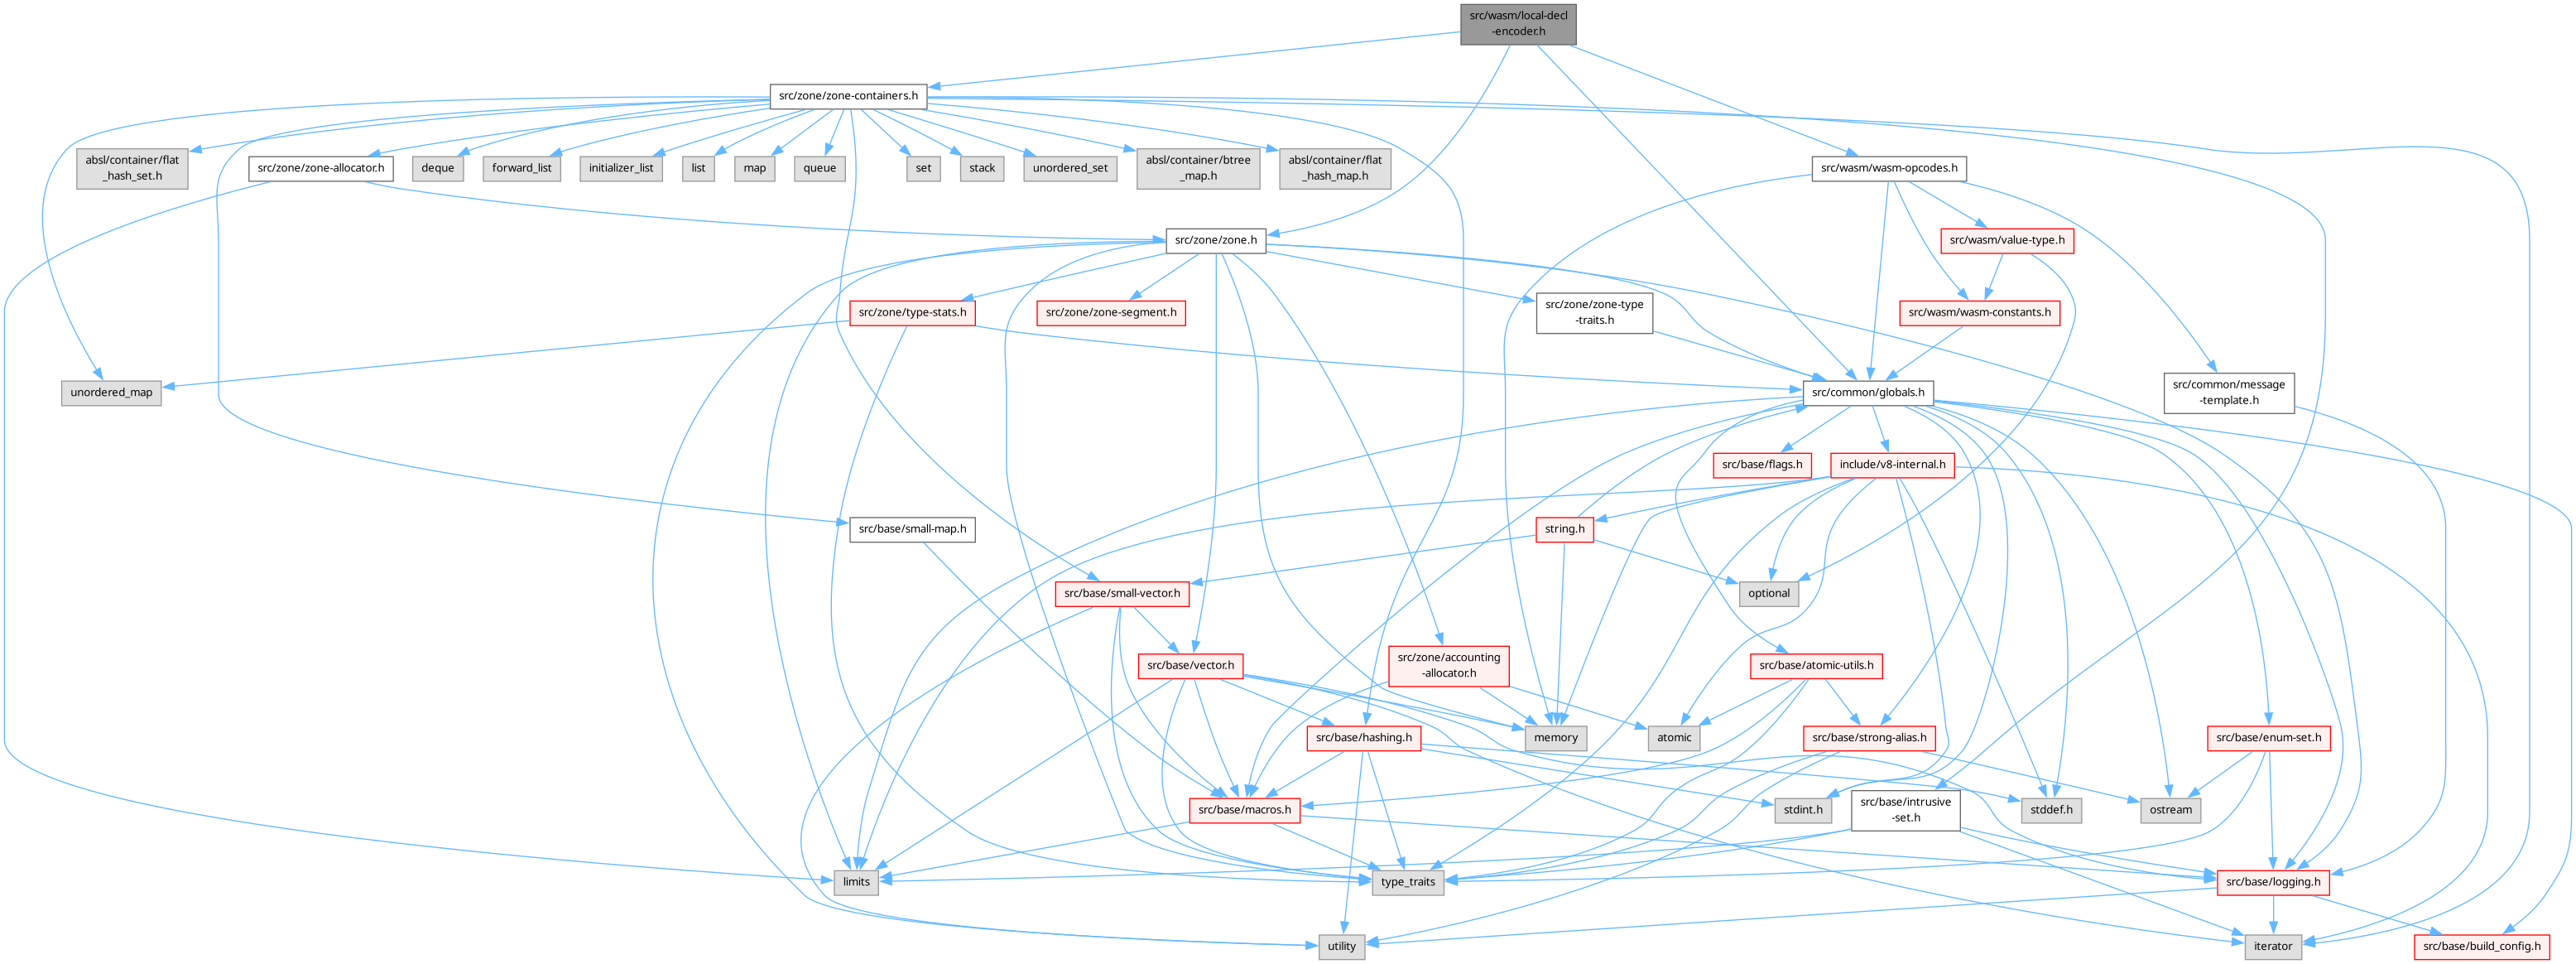 src/wasm/local-decl
-encoder.h
src/zone/zone-containers.h
absl/container/flat
_hash_set.h
src/zone/zone-allocator.h
deque
forward_list
initializer_list
list
map
queue
set
stack
unordered_set
absl/container/btree
_map.h
absl/container/flat
_hash_map.h
src/wasm/wasm-opcodes.h
src/zone/zone.h
src/wasm/value-type.h
src/zone/type-stats.h
src/zone/zone-segment.h
src/zone/zone-type
-traits.h
src/wasm/wasm-constants.h
unordered_map
src/common/globals.h
src/common/message
-template.h
src/base/flags.h
include/v8-internal.h
src/base/small-map.h
string.h
src/base/small-vector.h
optional
src/base/vector.h
src/zone/accounting
-allocator.h
src/base/atomic-utils.h
src/base/hashing.h
memory
atomic
src/base/strong-alias.h
src/base/enum-set.h
src/base/macros.h
stdint.h
src/base/intrusive
-set.h
stddef.h
ostream
limits
type_traits
src/base/logging.h
utility
iterator
src/base/build_config.h